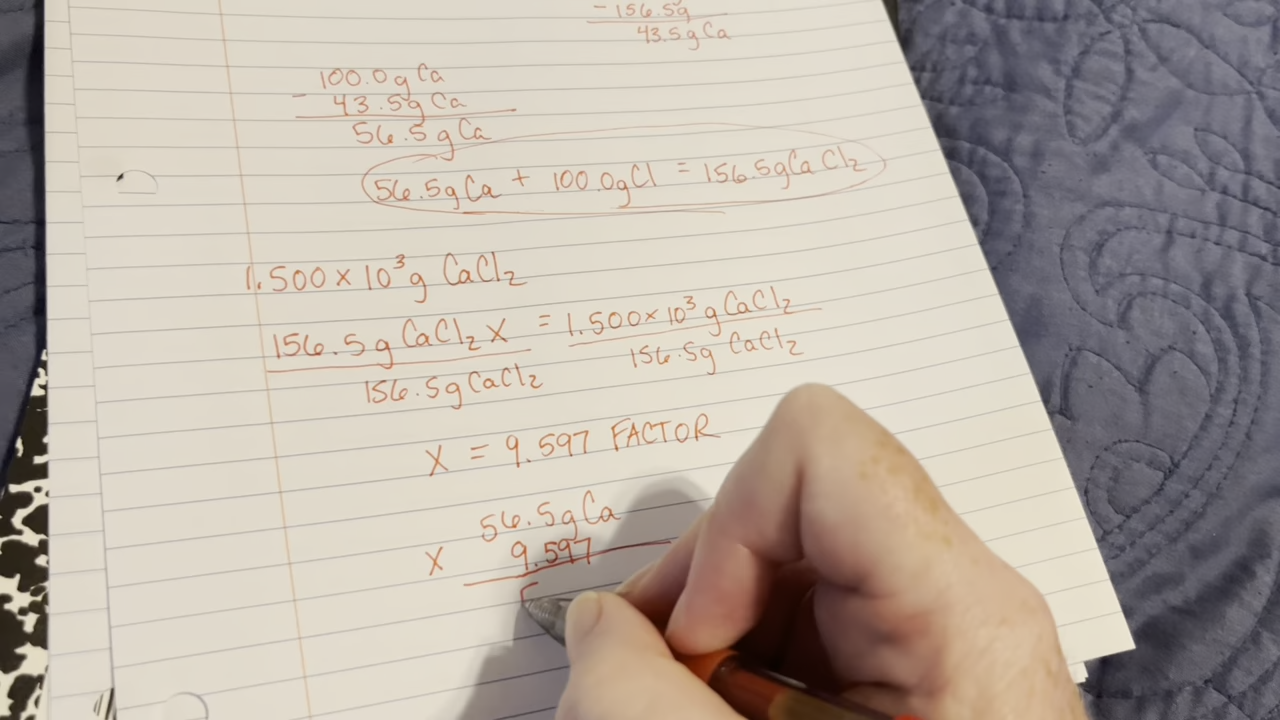 - 156.5g
43.5g Ca
100.0g Ca
- 43.5g Ca
56.5g Ca
56.5g Ca + 100.0g Cl = 156.5g CaCl₂
1.500 × 10³ g CaCl₂
156.5g CaCl₂ X = 1.500 × 10³ g CaCl₂
156.5g CaCl₂ 156.5g CaCl₂
X = 9.597 FACTOR
56.5g Ca
X 9.597